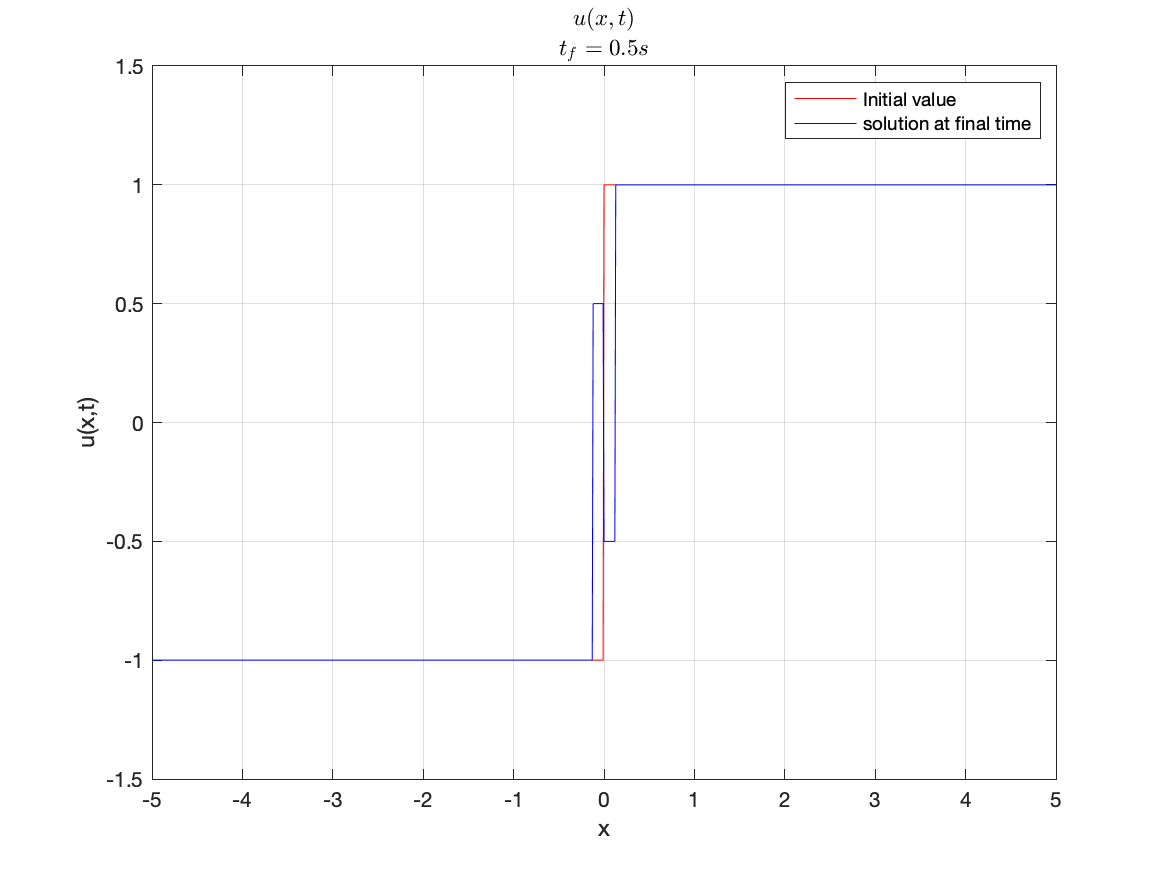 u(x, t)
t_f = 0.5s
Initial value
solution at final time
1.5
1
0.5
0
-0.5
-1
-1.5
u(x,t)
-5 -4 -3 -2 -1 0 1 2 3 4 5
x